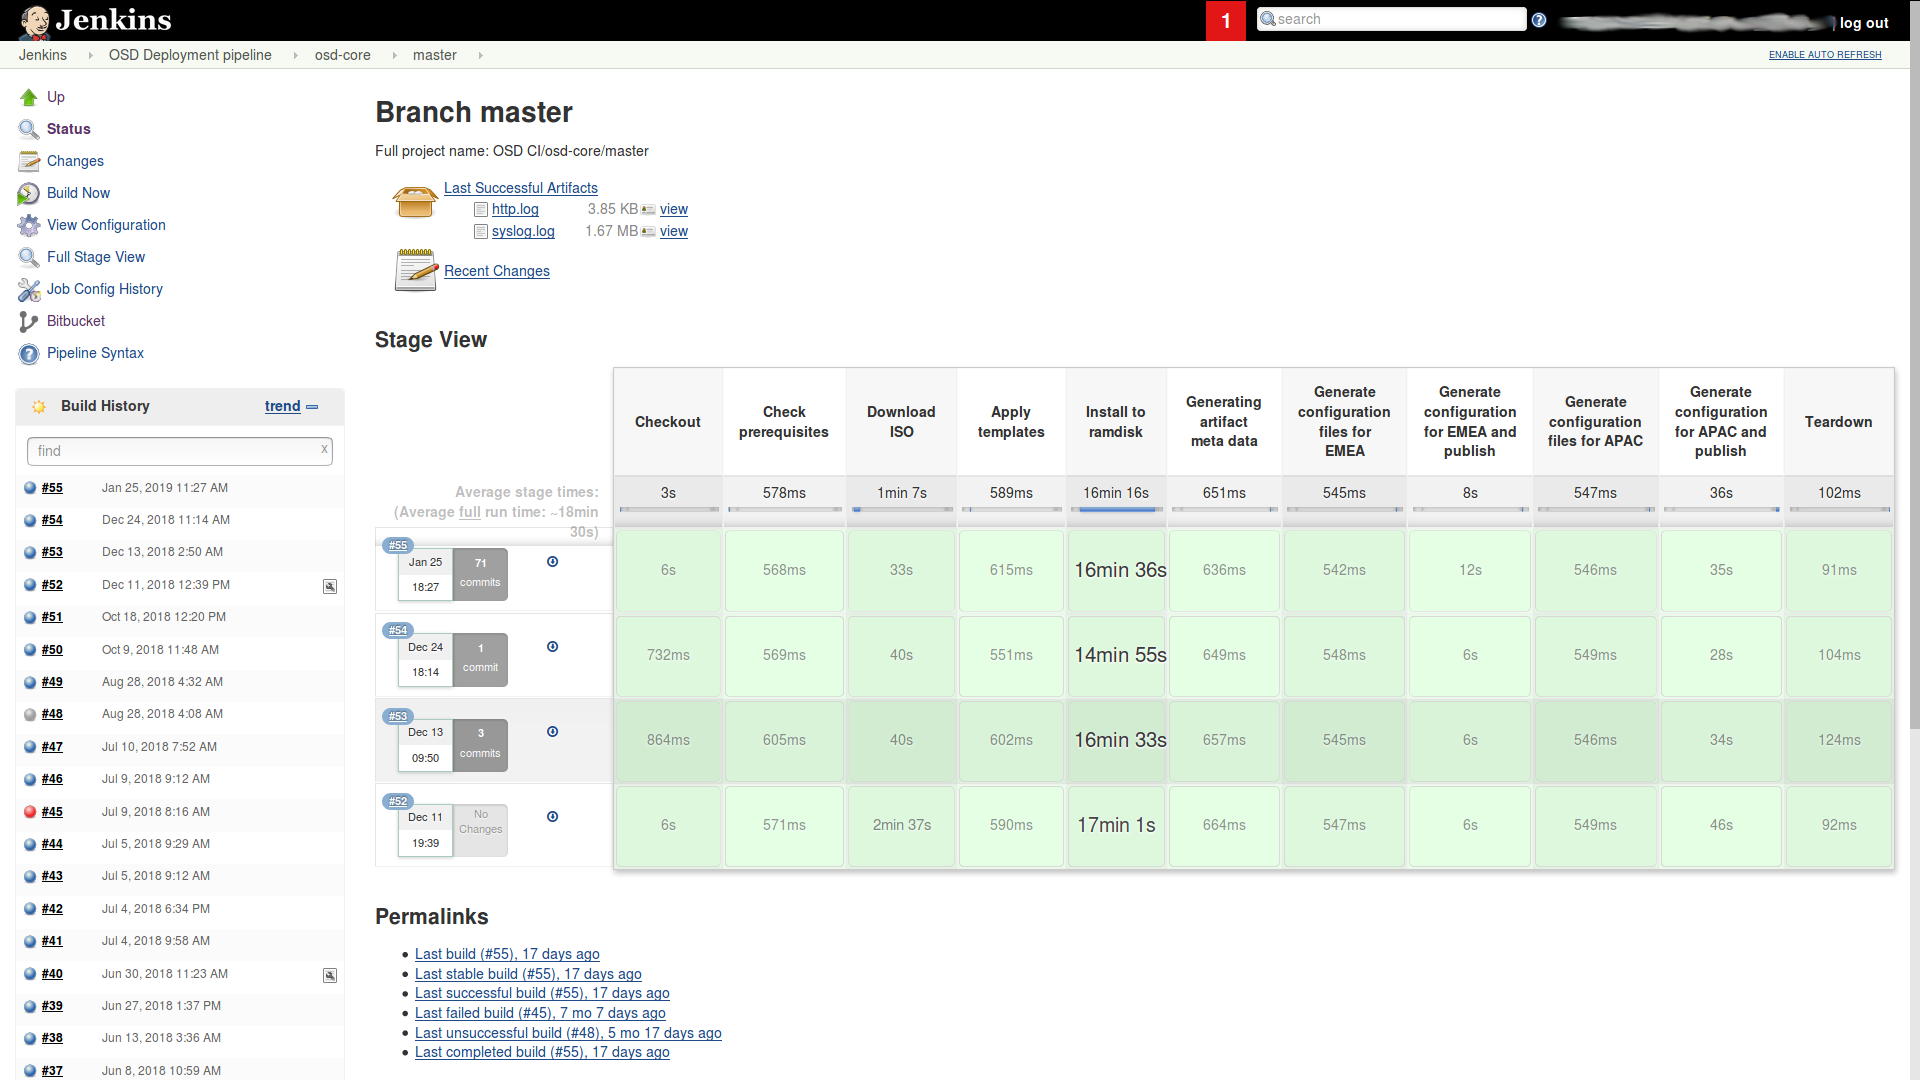 Jenkins
1
search
log out
Jenkins
OSD Deployment pipeline
osd-core
master
ENABLE AUTO REFRESH
Up
Status
Changes
Build Now
View Configuration
Full Stage View
Job Config History
Bitbucket
Pipeline Syntax
Build History
trend
find
x
#55 Jan 25, 2019 11:27 AM
#54 Dec 24, 2018 11:14 AM
#53 Dec 13, 2018 2:50 AM
#52 Dec 11, 2018 12:39 PM
#51 Oct 18, 2018 12:20 PM
#50 Oct 9, 2018 11:48 AM
#49 Aug 28, 2018 4:32 AM
#48 Aug 28, 2018 4:08 AM
#47 Jul 10, 2018 7:52 AM
#46 Jul 9, 2018 9:12 AM
#45 Jul 9, 2018 8:16 AM
#44 Jul 5, 2018 9:29 AM
#43 Jul 5, 2018 9:12 AM
#42 Jul 4, 2018 6:34 PM
#41 Jul 4, 2018 9:58 AM
#40 Jun 30, 2018 11:23 AM
#39 Jun 27, 2018 1:37 PM
#38 Jun 13, 2018 3:36 AM
#37 Jun 8, 2018 10:59 AM
Branch master
Full project name: OSD CI/osd-core/master
Last Successful Artifacts
http.log 3.85 KB view
syslog.log 1.67 MB view
Recent Changes
Stage View
Checkout
Check
prerequisites
Download
ISO
Apply
templates
Install to
ramdisk
Generating
artifact
meta data
Generate
configuration
files for
EMEA
Generate
configuration
for EMEA and
publish
Generate
configuration
files for APAC
Generate
configuration
for APAC and
publish
Teardown
Average stage times:
(Average full run time: ~18min
30s)
3s 578ms 1min 7s 589ms 16min 16s 651ms 545ms 8s 547ms 36s 102ms
#55
Jan 25
18:27
71
commits
6s 568ms 33s 615ms 16min 36s 636ms 542ms 12s 546ms 35s 91ms
#54
Dec 24
18:14
1
commit
732ms 569ms 40s 551ms 14min 55s 649ms 548ms 6s 549ms 28s 104ms
#53
Dec 13
09:50
3
commits
864ms 605ms 40s 602ms 16min 33s 657ms 545ms 6s 546ms 34s 124ms
#52
Dec 11
19:39
No
Changes
6s 571ms 2min 37s 590ms 17min 1s 664ms 547ms 6s 549ms 46s 92ms
Permalinks
Last build (#55), 17 days ago
Last stable build (#55), 17 days ago
Last successful build (#55), 17 days ago
Last failed build (#45), 7 mo 7 days ago
Last unsuccessful build (#48), 5 mo 17 days ago
Last completed build (#55), 17 days ago